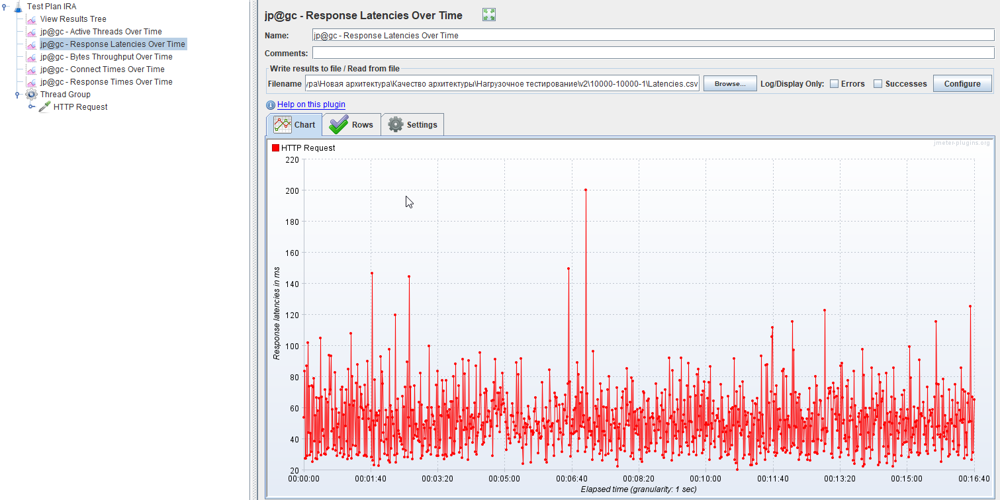 Test Plan IRA
View Results Tree
jp@gc - Active Threads Over Time
jp@gc - Response Latencies Over Time
jp@gc - Bytes Throughput Over Time
jp@gc - Connect Times Over Time
jp@gc - Response Times Over Time
Thread Group
HTTP Request
jp@gc - Response Latencies Over Time
Name: jp@gc - Response Latencies Over Time
Comments:
Write results to file / Read from file
Filename ура\Новая архитектура\Качество архитектуры\Нагрузочное тестирование\v2\10000-10000-1\Latencies.csv Browse... Log/Display Only: Errors Successes Configure
Help on this plugin
Chart Rows Settings
jmeter-plugins.org
HTTP Request
220
200
180
160
140
120
100
80
60
40
20
Response latencies in ms
00:00:00 00:01:40 00:03:20 00:05:00 00:06:40 00:08:20 00:10:00 00:11:40 00:13:20 00:15:00 00:16:40
Elapsed time (granularity: 1 sec)